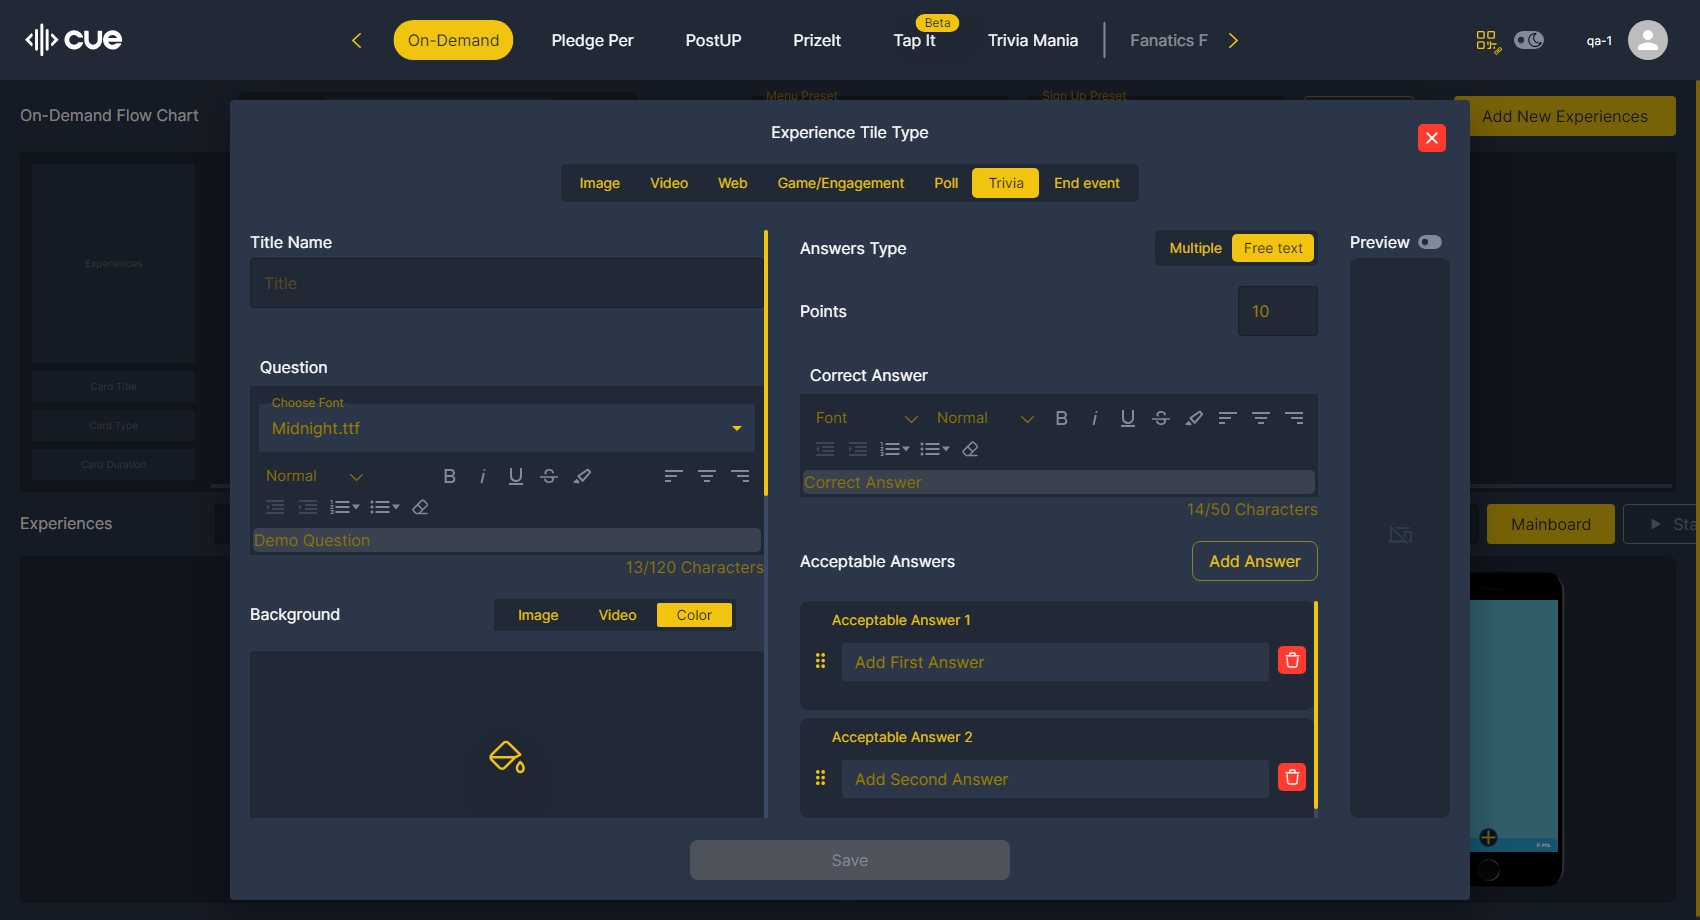 cue
On-Demand
Pledge Per
PostUP
PrizeIt
Tap It
Beta
Trivia Mania
Fanatics F
qa-1
On-Demand Flow Chart
Menu Preset
Sign Up Preset
Add New Experiences
Experience Tile Type
Image
Video
Web
Game/Engagement
Poll
Trivia
End event
Experiences
Card Title
Card Type
Card Duration
Experiences
Title Name
Title
Question
Choose Font
Midnight.ttf
Normal
B i U S
Demo Question
13/120 Characters
Background
Image
Video
Color
Answers Type
Multiple
Free text
Points
10
Correct Answer
Font
Normal
B i U S
Correct Answer
14/50 Characters
Acceptable Answers
Add Answer
Acceptable Answer 1
Add First Answer
Acceptable Answer 2
Add Second Answer
Preview
Mainboard
Sta
Save